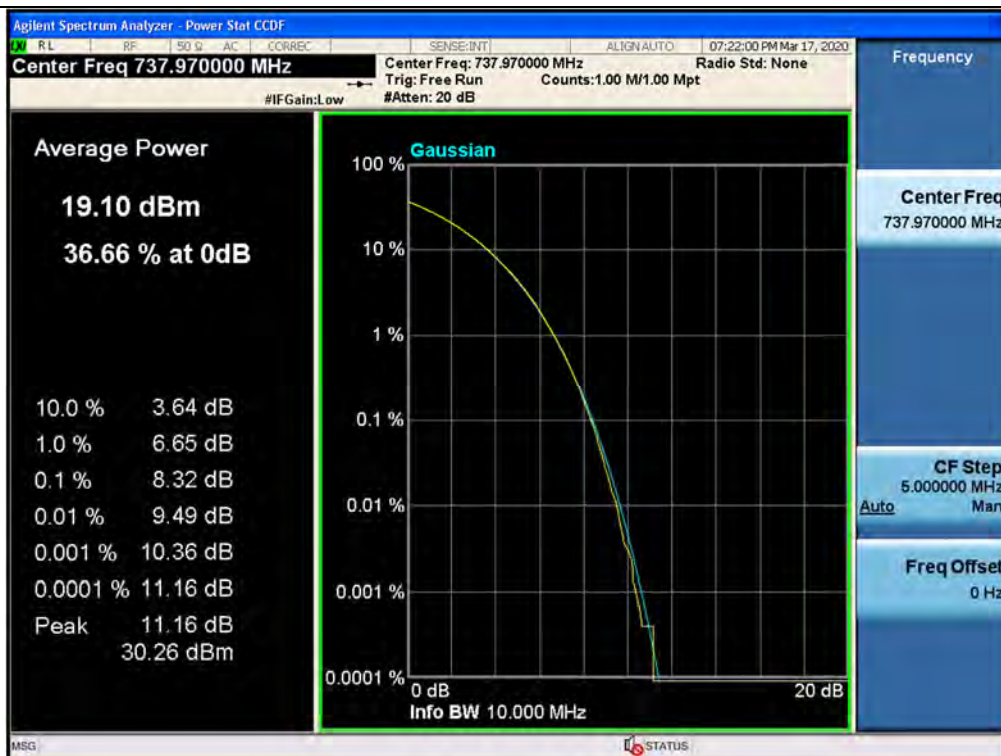 Agilent Spectrum Analyzer - Power Stat CCDF
LXI RL RF 50 Ω AC CORREC SENSE:INT ALIGN AUTO 07:22:00 PM Mar 17, 2020
Center Freq 737.970000 MHz
Center Freq: 737.970000 MHz Radio Std: None
Trig: Free Run Counts:1.00 M/1.00 Mpt
#IFGain:Low #Atten: 20 dB
Average Power
19.10 dBm
36.66 % at 0dB
10.0 % 3.64 dB
1.0 % 6.65 dB
0.1 % 8.32 dB
0.01 % 9.49 dB
0.001 % 10.36 dB
0.0001 % 11.16 dB
Peak 11.16 dB
30.26 dBm
Gaussian
100 %
10 %
1 %
0.1 %
0.01 %
0.001 %
0.0001 %
0 dB 20 dB
Info BW 10.000 MHz
Frequency
Center Freq
737.970000 MHz
CF Step
5.000000 MHz
Auto Man
Freq Offset
0 Hz
MSG STATUS